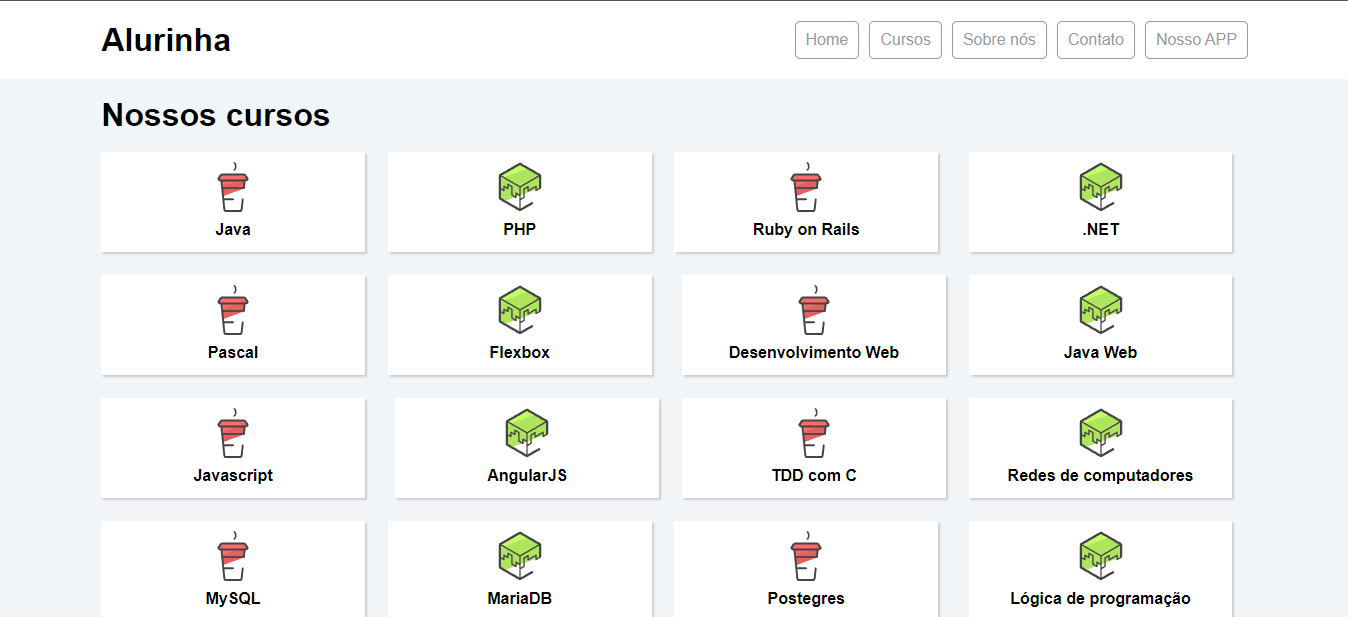 Alurinha
Home
Cursos
Sobre nós
Contato
Nosso APP
Nossos cursos
Java
PHP
Ruby on Rails
.NET
Pascal
Flexbox
Desenvolvimento Web
Java Web
Javascript
AngularJS
TDD com C
Redes de computadores
MySQL
MariaDB
Postegres
Lógica de programação